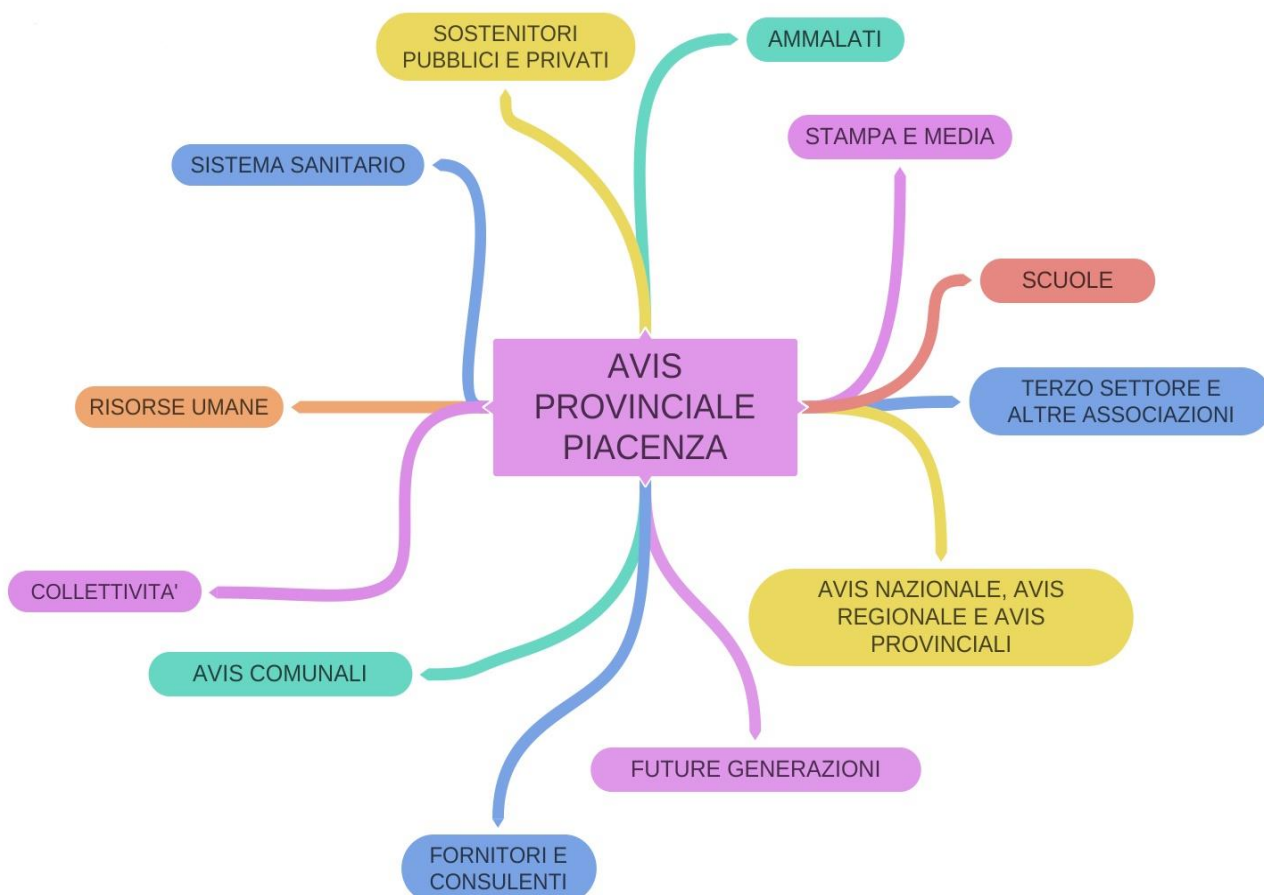 SOSTENITORI
PUBBLICI E PRIVATI
AMMALATI
STAMPA E MEDIA
SISTEMA SANITARIO
SCUOLE
AVIS
PROVINCIALE
PIACENZA
TERZO SETTORE E
ALTRE ASSOCIAZIONI
RISORSE UMANE
COLLETTIVITA'
AVIS NAZIONALE, AVIS
REGIONALE E AVIS
PROVINCIALI
AVIS COMUNALI
FUTURE GENERAZIONI
FORNITORI E
CONSULENTI